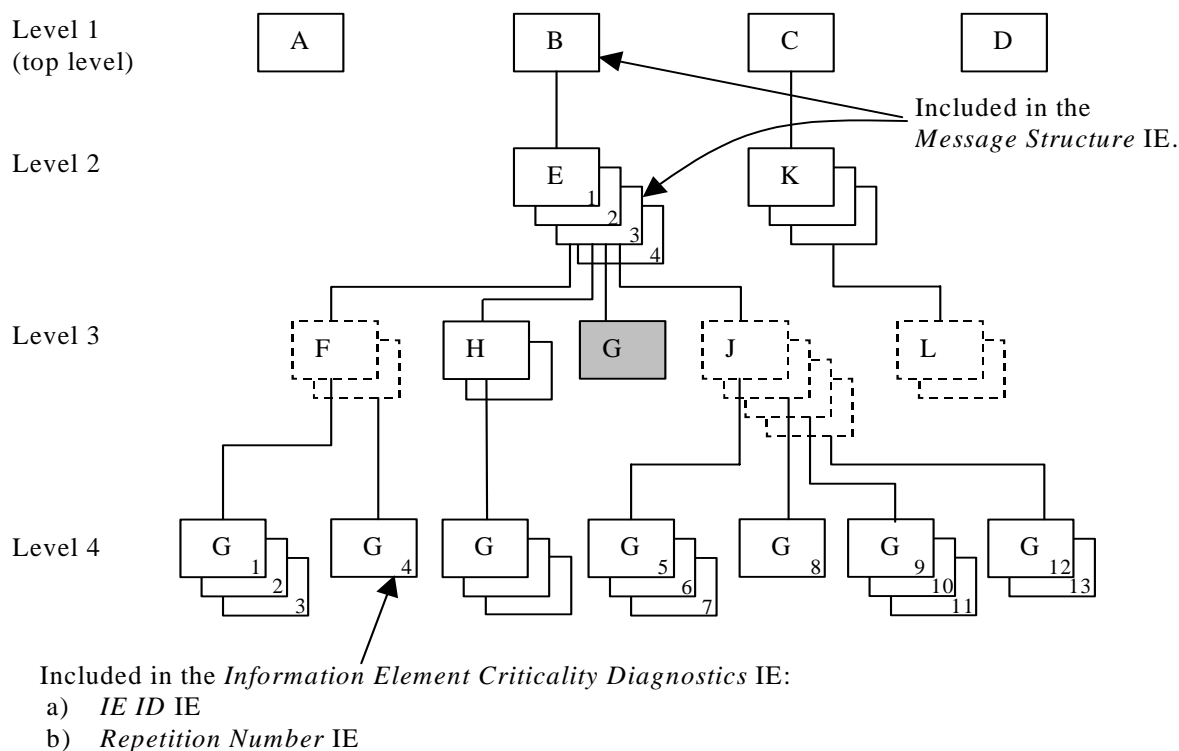 Level 1
(top level)
A
B
C
D
Included in the
Message Structure IE.
Level 2
E
1
2
3
4
K
Level 3
F
H
G
J
L
Level 4
G
1
2
3
G
4
G
G
5
6
7
G
8
G
9
10
11
G
12
13
Included in the Information Element Criticality Diagnostics IE:
a) IE ID IE
b) Repetition Number IE